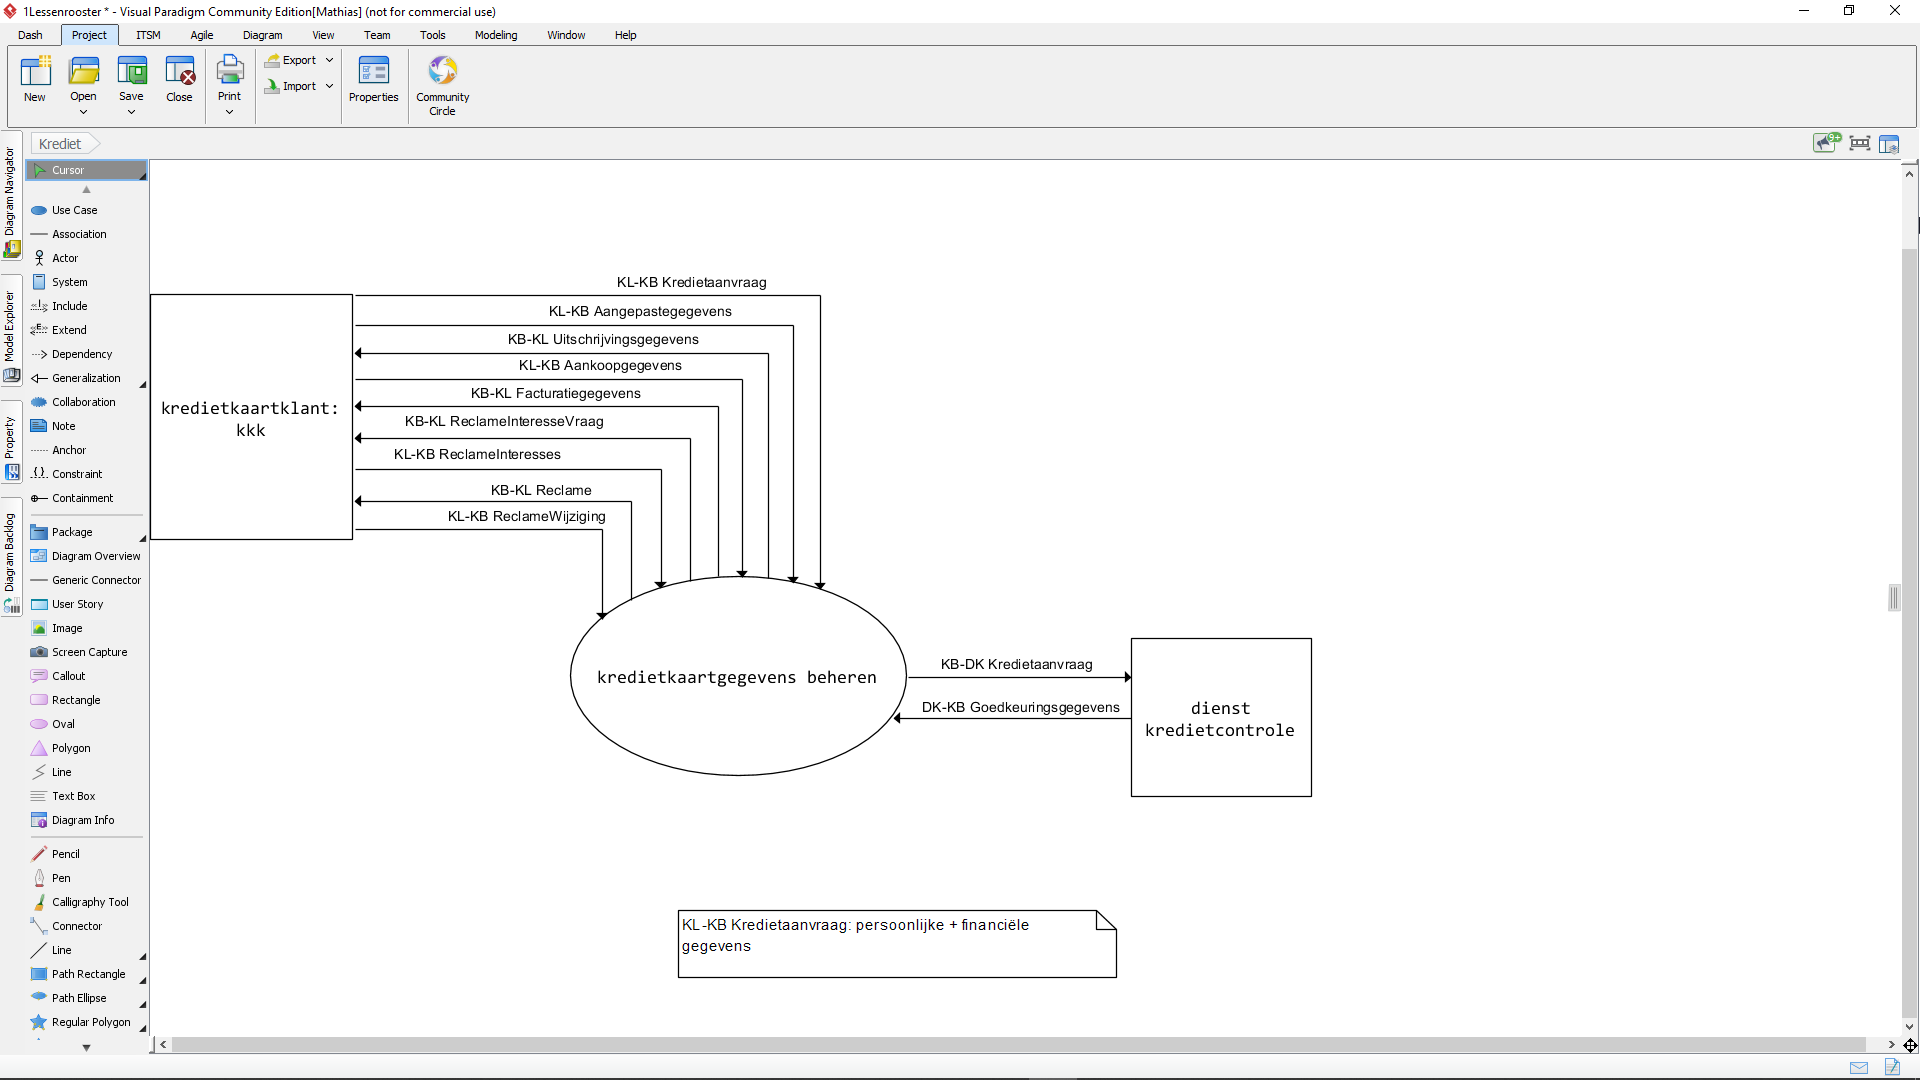 1Lessenrooster * - Visual Paradigm Community Edition[Mathias] (not for commercial use)
Dash Project ITSM Agile Diagram View Team Tools Modeling Window Help
New Open Save Close Print Export Import Properties Community Circle
Krediet
Diagram Navigator
Model Explorer
Property
Diagram Backlog
Cursor
Use Case
Association
Actor
System
Include
Extend
Dependency
Generalization
Collaboration
Note
Anchor
Constraint
Containment
Package
Diagram Overview
Generic Connector
User Story
Image
Screen Capture
Callout
Rectangle
Oval
Polygon
Line
Text Box
Diagram Info
Pencil
Pen
Calligraphy Tool
Connector
Line
Path Rectangle
Path Ellipse
Regular Polygon
9+
KL-KB Kredietaanvraag
KL-KB Aangepastegegevens
KB-KL Uitschrijvingsgegevens
KL-KB Aankoopgegevens
KB-KL Facturatiegegevens
KB-KL ReclameInteresseVraag
KL-KB ReclameInteresses
KB-KL Reclame
KL-KB ReclameWijziging
kredietkaartklant:
kkk
kredietkaartgegevens beheren
KB-DK Kredietaanvraag
DK-KB Goedkeuringsgegevens
dienst
kredietcontrole
KL-KB Kredietaanvraag: persoonlijke + financiële
gegevens